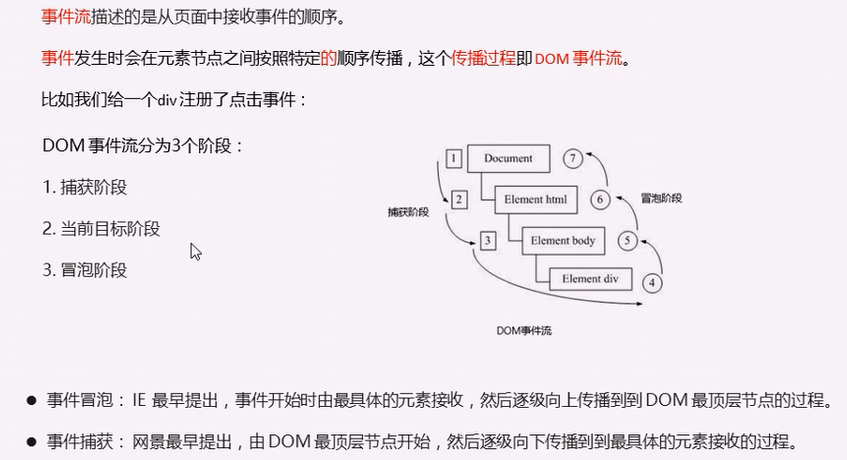 事件流描述的是从页面中接收事件的顺序。
事件发生时会在元素节点之间按照特定的顺序传播，这个传播过程即 DOM 事件流。
比如我们给一个div 注册了点击事件：
DOM 事件流分为3个阶段：
1. 捕获阶段
2. 当前目标阶段
3. 冒泡阶段
1 Document 7
2 Element html 6 冒泡阶段
捕获阶段
3 Element body 5
Element div 4
DOM事件流
● 事件冒泡： IE 最早提出，事件开始时由最具体的元素接收，然后逐级向上传播到到 DOM 最顶层节点的过程。
● 事件捕获： 网景最早提出，由 DOM 最顶层节点开始，然后逐级向下传播到到最具体的元素接收的过程。